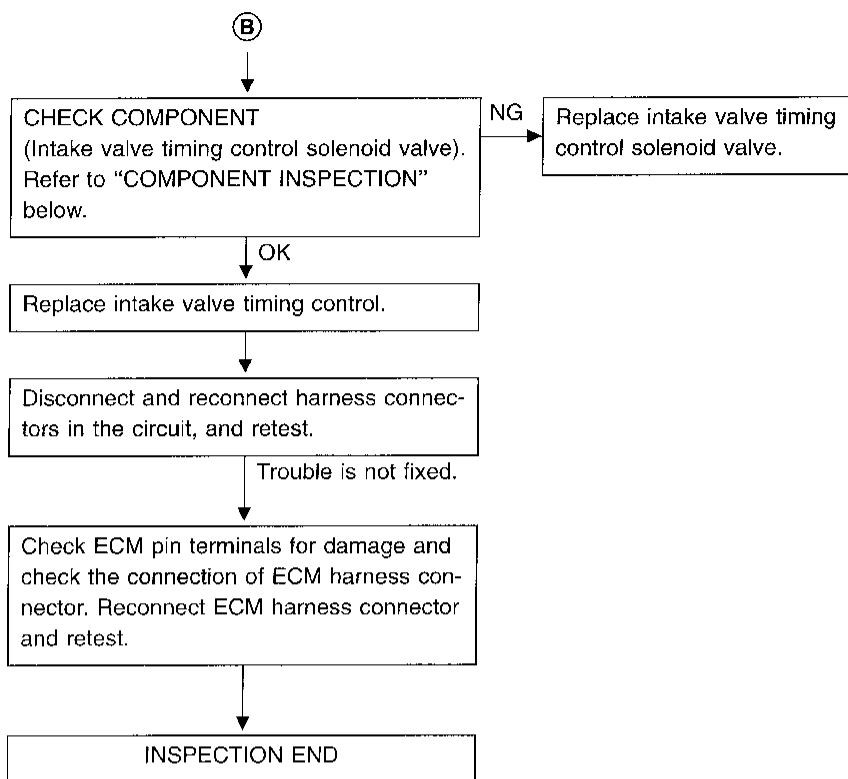 B
CHECK COMPONENT
(Intake valve timing control solenoid valve).
Refer to “COMPONENT INSPECTION”
below.
NG
Replace intake valve timing
control solenoid valve.
OK
Replace intake valve timing control.
Disconnect and reconnect harness connec-
tors in the circuit, and retest.
Trouble is not fixed.
Check ECM pin terminals for damage and
check the connection of ECM harness con-
nector. Reconnect ECM harness connector
and retest.
INSPECTION END